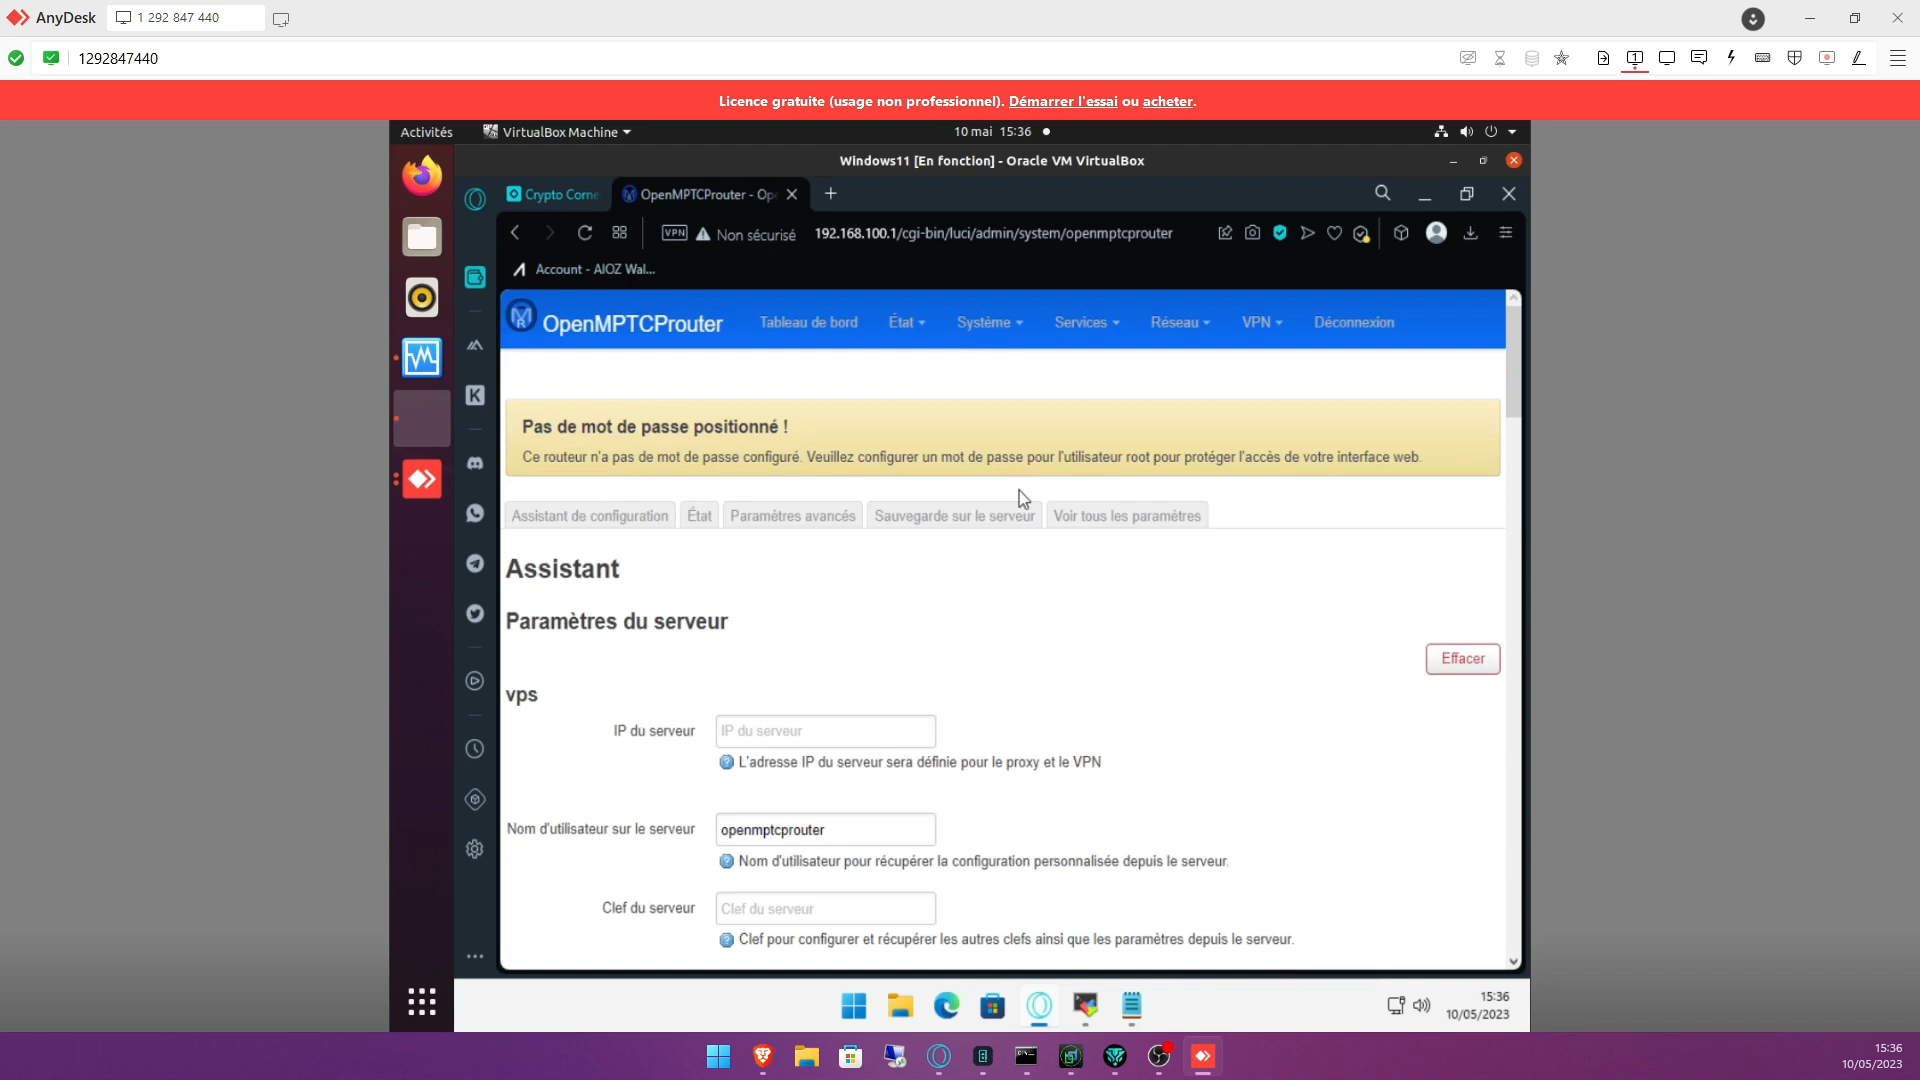 AnyDesk
1 292 847 440
1292847440
Licence gratuite (usage non professionnel). Démarrer l'essai ou acheter.
Activités
VirtualBox Machine
10 mai 15:36
Windows11 [En fonction] - Oracle VM VirtualBox
Crypto Corne
OpenMPTCProuter - Op
VPN
Non sécurisé
192.168.100.1/cgi-bin/luci/admin/system/openmptcprouter
Account - AIOZ Wal...
OpenMPTCProuter
Tableau de bord
État
Système
Services
Réseau
VPN
Déconnexion
Pas de mot de passe positionné !
Ce routeur n'a pas de mot de passe configuré. Veuillez configurer un mot de passe pour l'utilisateur root pour protéger l'accès de votre interface web.
Assistant de configuration
État
Paramètres avancés
Sauvegarde sur le serveur
Voir tous les paramètres
Assistant
Paramètres du serveur
Effacer
vps
IP du serveur
IP du serveur
L'adresse IP du serveur sera définie pour le proxy et le VPN
Nom d'utilisateur sur le serveur
openmptcprouter
Nom d'utilisateur pour récupérer la configuration personnalisée depuis le serveur.
Clef du serveur
Clef du serveur
Clef pour configurer et récupérer les autres clefs ainsi que les paramètres depuis le serveur.
15:36
10/05/2023
15:36
10/05/2023